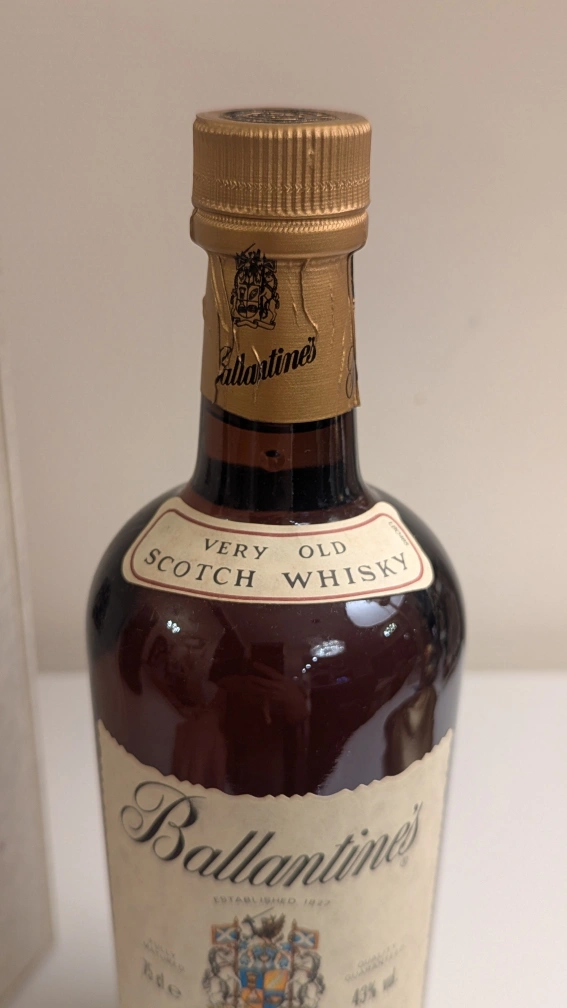 Ballantine's
VERY OLD
SCOTCH WHISKY
Ballantine's
ESTABLISHED 1827
75 cl e
43% vol.